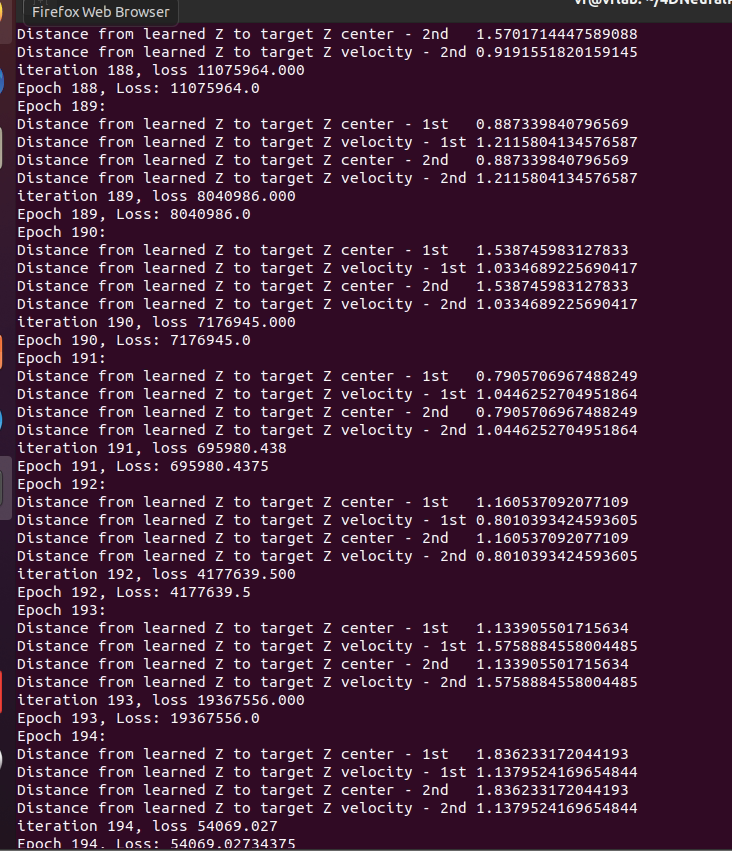 Firefox Web Browser
Distance from learned Z to target Z center - 2nd   1.5701714447589088
Distance from learned Z to target Z velocity - 2nd 0.9191551820159145
iteration 188, loss 11075964.000
Epoch 188, Loss: 11075964.0
Epoch 189:
Distance from learned Z to target Z center - 1st   0.887339840796569
Distance from learned Z to target Z velocity - 1st 1.2115804134576587
Distance from learned Z to target Z center - 2nd   0.887339840796569
Distance from learned Z to target Z velocity - 2nd 1.2115804134576587
iteration 189, loss 8040986.000
Epoch 189, Loss: 8040986.0
Epoch 190:
Distance from learned Z to target Z center - 1st   1.538745983127833
Distance from learned Z to target Z velocity - 1st 1.0334689225690417
Distance from learned Z to target Z center - 2nd   1.538745983127833
Distance from learned Z to target Z velocity - 2nd 1.0334689225690417
iteration 190, loss 7176945.000
Epoch 190, Loss: 7176945.0
Epoch 191:
Distance from learned Z to target Z center - 1st   0.7905706967488249
Distance from learned Z to target Z velocity - 1st 1.0446252704951864
Distance from learned Z to target Z center - 2nd   0.7905706967488249
Distance from learned Z to target Z velocity - 2nd 1.0446252704951864
iteration 191, loss 695980.438
Epoch 191, Loss: 695980.4375
Epoch 192:
Distance from learned Z to target Z center - 1st   1.160537092077109
Distance from learned Z to target Z velocity - 1st 0.8010393424593605
Distance from learned Z to target Z center - 2nd   1.160537092077109
Distance from learned Z to target Z velocity - 2nd 0.8010393424593605
iteration 192, loss 4177639.500
Epoch 192, Loss: 4177639.5
Epoch 193:
Distance from learned Z to target Z center - 1st   1.133905501715634
Distance from learned Z to target Z velocity - 1st 1.5758884558004485
Distance from learned Z to target Z center - 2nd   1.133905501715634
Distance from learned Z to target Z velocity - 2nd 1.5758884558004485
iteration 193, loss 19367556.000
Epoch 193, Loss: 19367556.0
Epoch 194:
Distance from learned Z to target Z center - 1st   1.836233172044193
Distance from learned Z to target Z velocity - 1st 1.1379524169654844
Distance from learned Z to target Z center - 2nd   1.836233172044193
Distance from learned Z to target Z velocity - 2nd 1.1379524169654844
iteration 194, loss 54069.027
Epoch 194, Loss: 54069.02734375